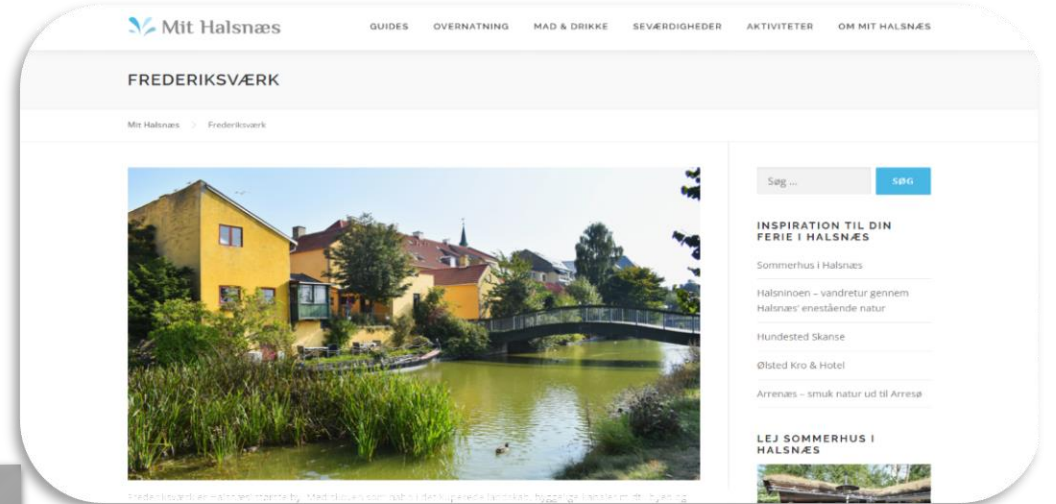 Mit Halsnæs
GUIDES OVERNATNING MAD & DRIKKE SEVÆRDIGHEDER AKTIVITETER OM MIT HALSNÆS
FREDERIKSVÆRK
Mit Halsnæs > Frederiksværk
Søg ... SØG
INSPIRATION TIL DIN
FERIE I HALSNÆS
Sommerhus i Halsnæs
Halsninoen – vandretur gennem
Halsnæs' enestående natur
Hundested Skanse
Ølsted Kro & Hotel
Arrenæs – smuk natur ud til Arresø
LEJ SOMMERHUS I
HALSNÆS